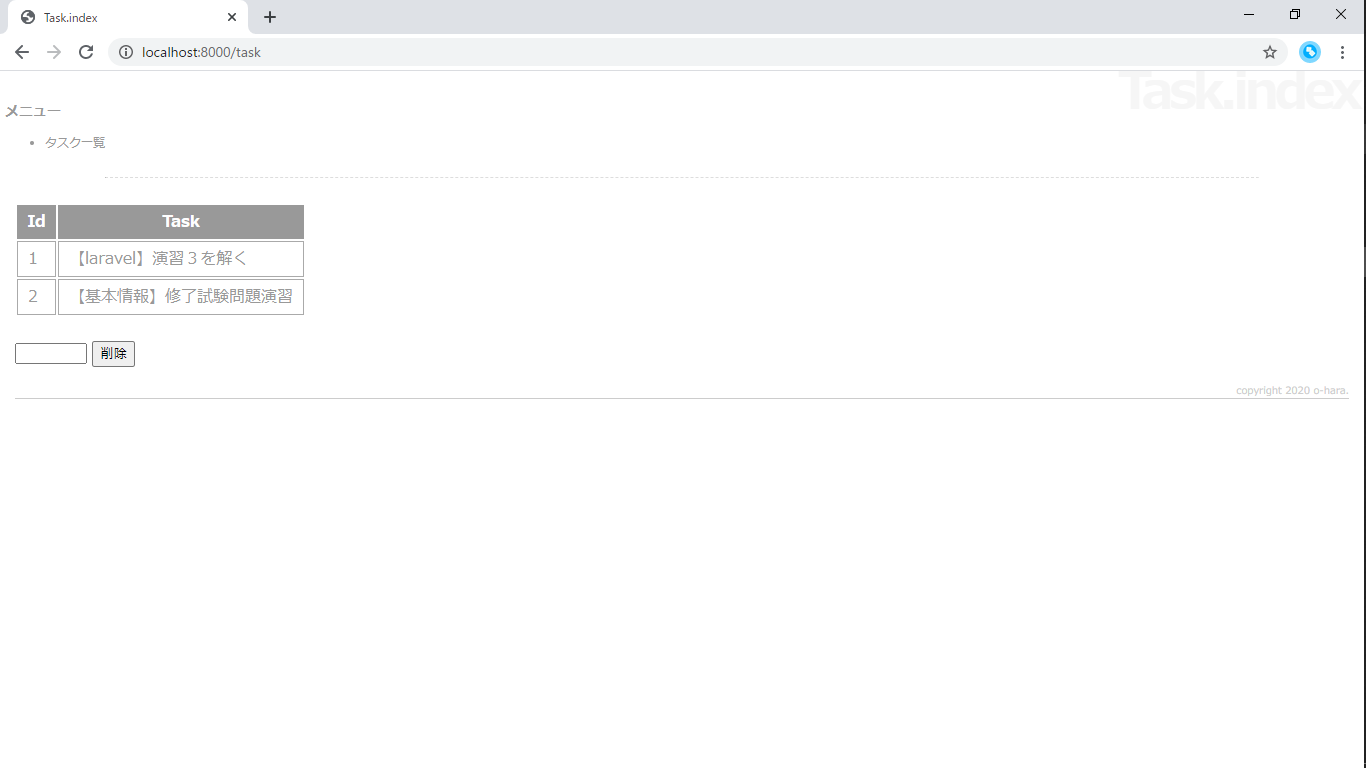 Task.index
localhost:8000/task
Task.index
メニュー
• タスク一覧
Id Task
1 【laravel】演習３を解く
2 【基本情報】修了試験問題演習
削除
copyright 2020 o-hara.